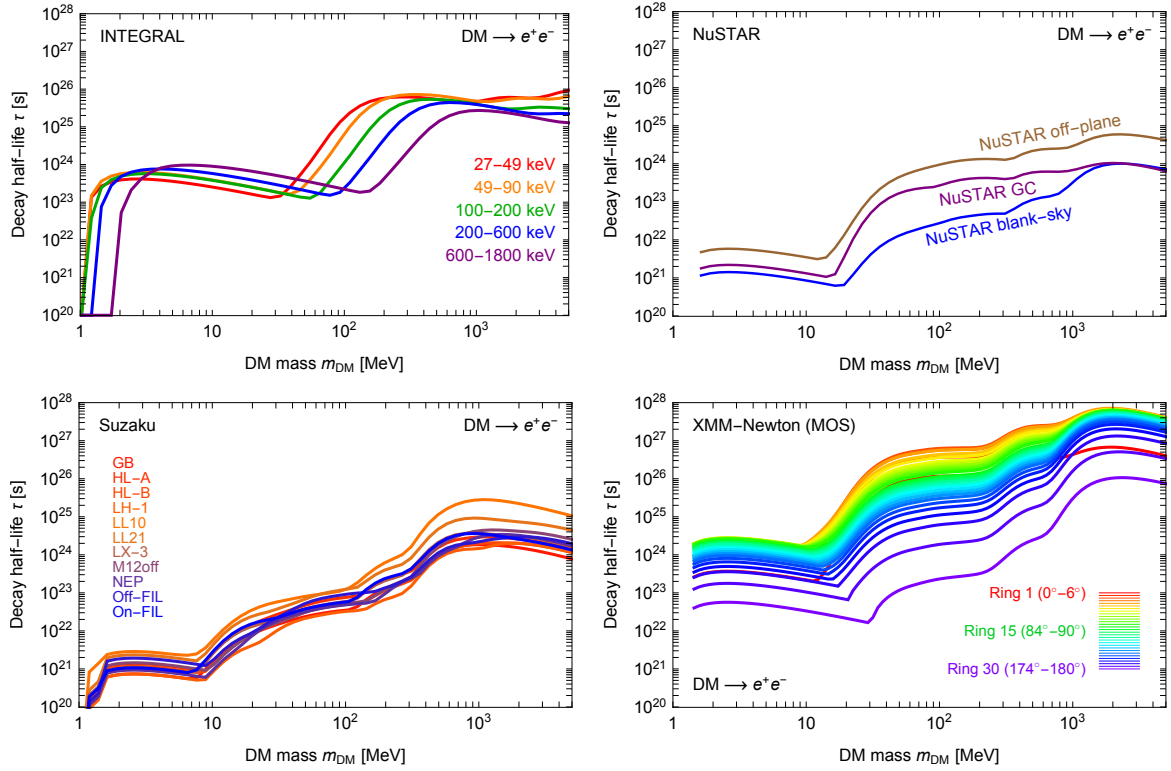 INTEGRAL
DM ⟶ e⁺e⁻
10²⁸
10²⁷
10²⁶
10²⁵
10²⁴
10²³
10²²
10²¹
10²⁰
Decay half-life τ [s]
27-49 keV
49-90 keV
100-200 keV
200-600 keV
600-1800 keV
1
10
10²
10³
DM mass m_DM [MeV]
NuSTAR
DM ⟶ e⁺e⁻
10²⁸
10²⁷
10²⁶
10²⁵
10²⁴
10²³
10²²
10²¹
10²⁰
Decay half-life τ [s]
NuSTAR off-plane
NuSTAR GC
NuSTAR blank-sky
1
10
10²
10³
DM mass m_DM [MeV]
Suzaku
DM ⟶ e⁺e⁻
10²⁸
10²⁷
10²⁶
10²⁵
10²⁴
10²³
10²²
10²¹
10²⁰
Decay half-life τ [s]
GB
HL-A
HL-B
LH-1
LL10
LL21
LX-3
M12off
NEP
Off-FIL
On-FIL
1
10
10²
10³
DM mass m_DM [MeV]
XMM-Newton (MOS)
10²⁸
10²⁷
10²⁶
10²⁵
10²⁴
10²³
10²²
10²¹
10²⁰
Decay half-life τ [s]
Ring 1 (0°-6°)
Ring 15 (84°-90°)
Ring 30 (174°-180°)
DM ⟶ e⁺e⁻
1
10
10²
10³
DM mass m_DM [MeV]